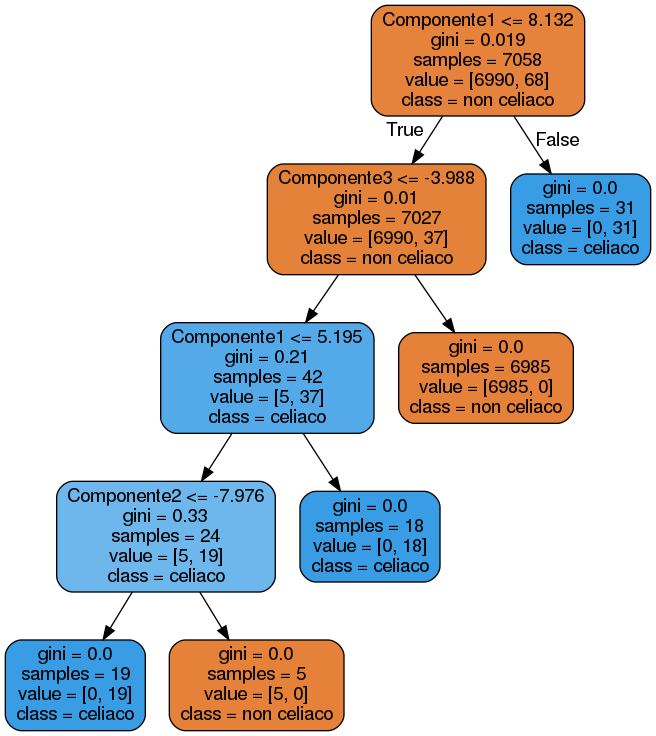 Componente1 <= 8.132
gini = 0.019
samples = 7058
value = [6990, 68]
class = non celiaco
True
False
Componente3 <= -3.988
gini = 0.01
samples = 7027
value = [6990, 37]
class = non celiaco
gini = 0.0
samples = 31
value = [0, 31]
class = celiaco
Componente1 <= 5.195
gini = 0.21
samples = 42
value = [5, 37]
class = celiaco
gini = 0.0
samples = 6985
value = [6985, 0]
class = non celiaco
Componente2 <= -7.976
gini = 0.33
samples = 24
value = [5, 19]
class = celiaco
gini = 0.0
samples = 18
value = [0, 18]
class = celiaco
gini = 0.0
samples = 19
value = [0, 19]
class = celiaco
gini = 0.0
samples = 5
value = [5, 0]
class = non celiaco